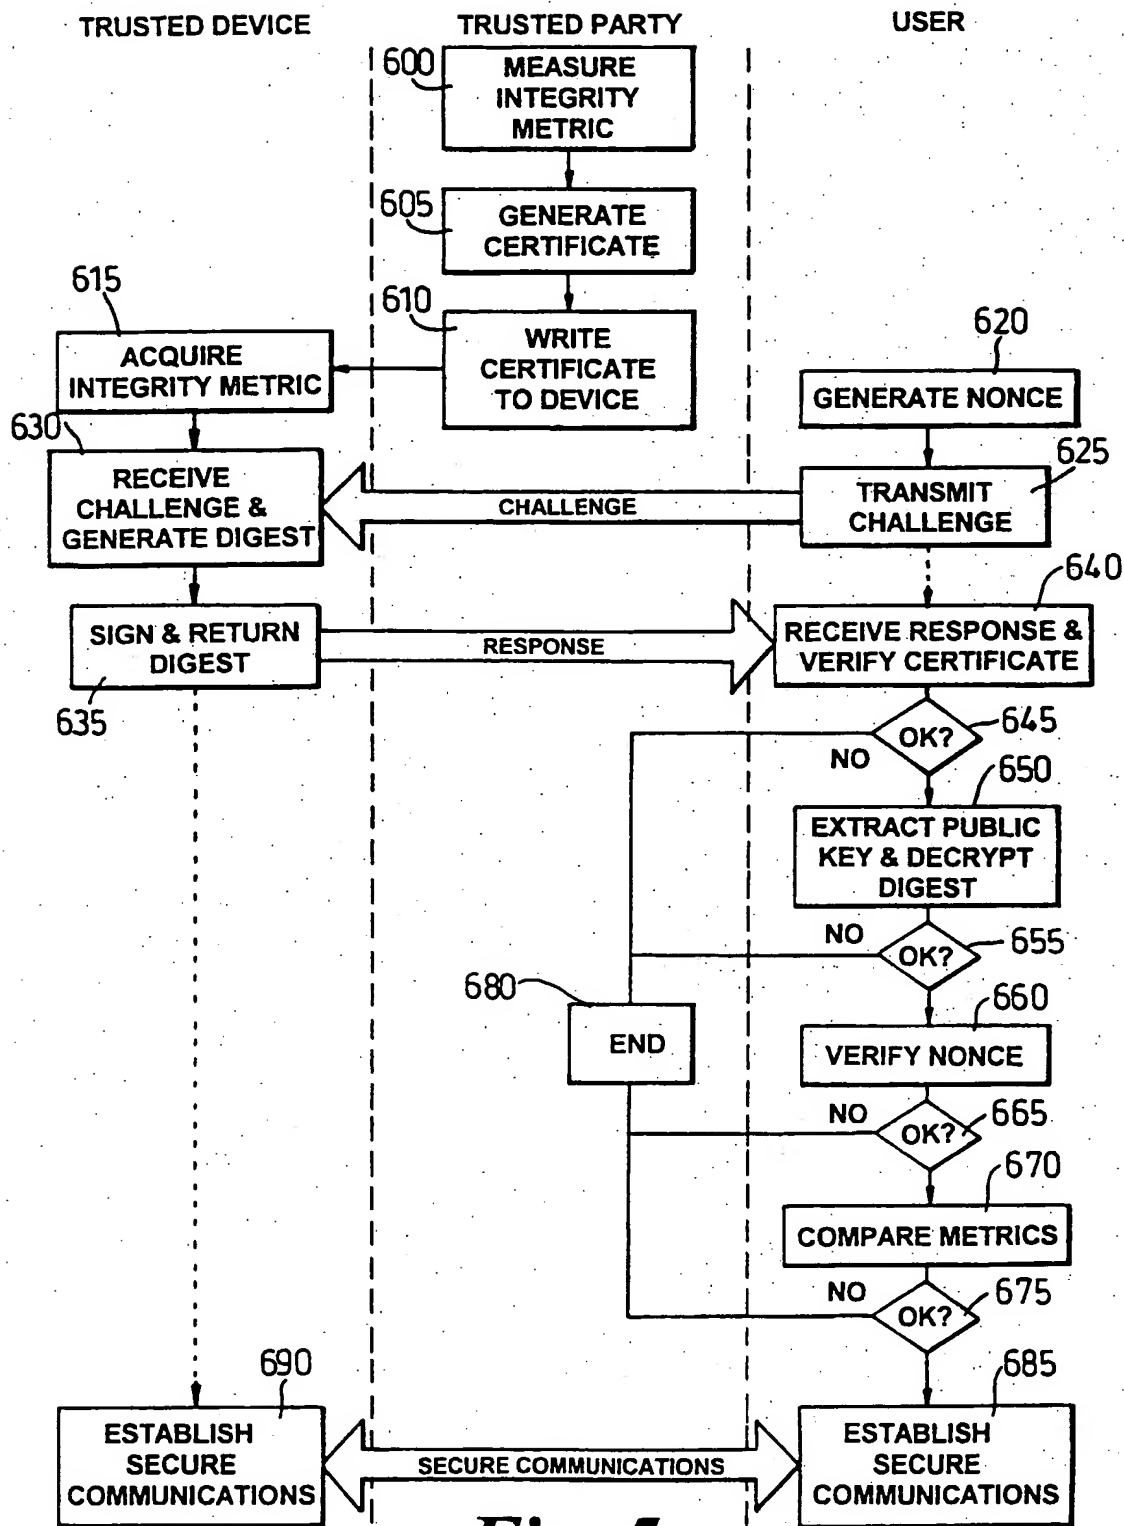 TRUSTED DEVICE
TRUSTED PARTY
USER
600
MEASURE
INTEGRITY
METRIC
605
GENERATE
CERTIFICATE
610
WRITE
CERTIFICATE
TO DEVICE
615
ACQUIRE
INTEGRITY METRIC
620
GENERATE NONCE
625
TRANSMIT
CHALLENGE
CHALLENGE
630
RECEIVE
CHALLENGE &
GENERATE DIGEST
635
SIGN & RETURN
DIGEST
RESPONSE
640
RECEIVE RESPONSE &
VERIFY CERTIFICATE
645
OK?
NO
650
EXTRACT PUBLIC
KEY & DECRYPT
DIGEST
655
OK?
NO
660
VERIFY NONCE
680
END
665
OK?
NO
670
COMPARE METRICS
675
OK?
NO
690
ESTABLISH
SECURE
COMMUNICATIONS
SECURE COMMUNICATIONS
685
ESTABLISH
SECURE
COMMUNICATIONS